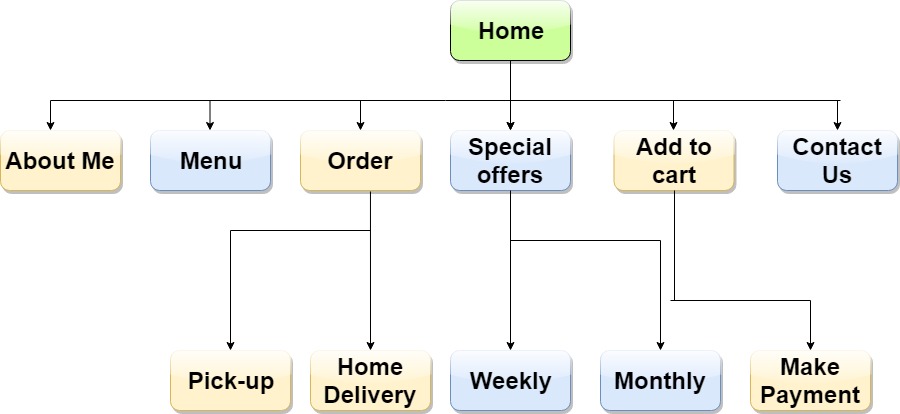 Home
About Me
Menu
Order
Special
offers
Add to
cart
Contact
Us
Pick-up
Home
Delivery
Weekly
Monthly
Make
Payment